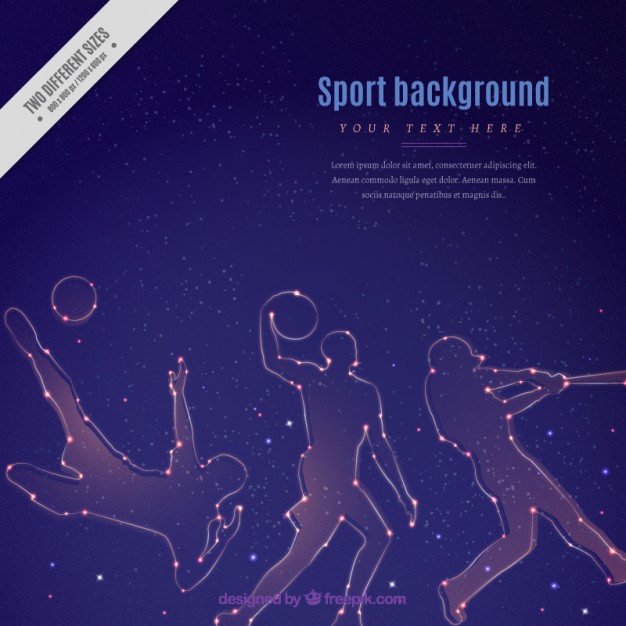 TWO DIFFERENT SIZES
800 x 800 px / 1200 x 800 px
Sport background
YOUR TEXT HERE
Lorem ipsum dolor sit amet, consectetuer adipiscing elit.
Aenean commodo ligula eget dolor. Aenean massa. Cum
sociis natoque penatibus et magnis dis.
designed by freepik.com